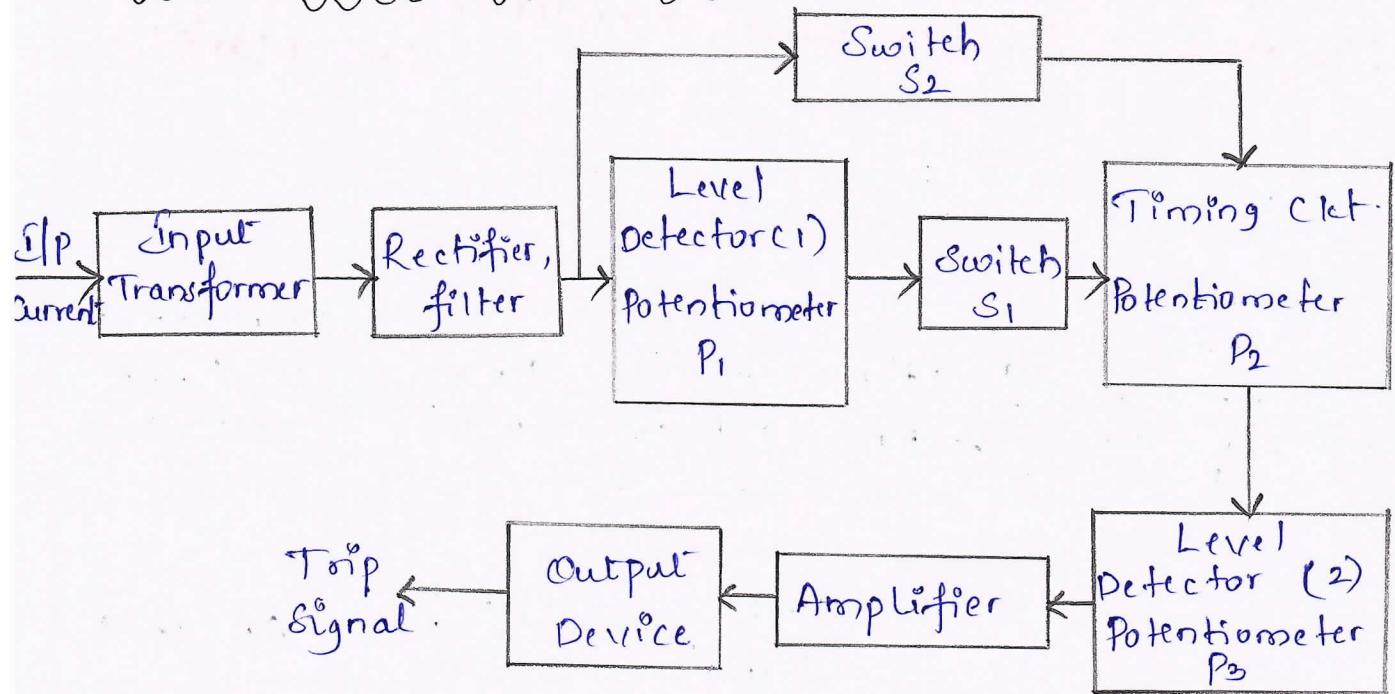 Switch
S2
Level
Detector (1)
Potentiometer
P1
Timing Ckt.
Potentiometer
P2
I/P
Current
Input
Transformer
Rectifier,
filter
Switch
S1
Trip
Signal.
Output
Device
Amplifier
Level
Detector (2)
Potentiometer
P3